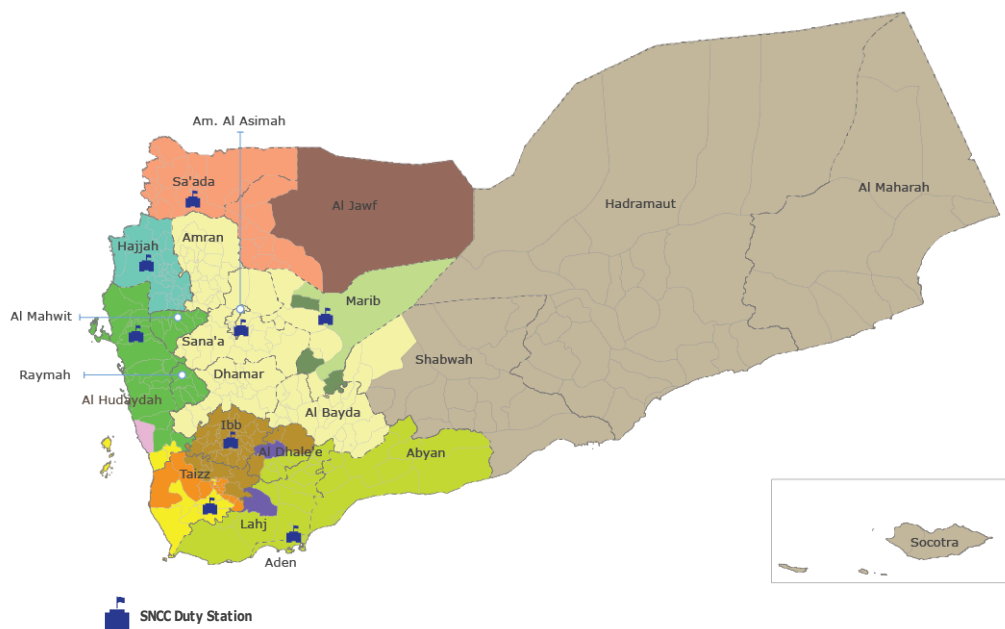 Am. Al Asimah
Sa'ada
Al Jawf
Hadramaut
Al Maharah
Amran
Hajjah
Marib
Al Mahwit
Sana'a
Shabwah
Raymah
Dhamar
Al Hudaydah
Al Bayda
Ibb
Al Dhale'e
Abyan
Taizz
Lahj
Socotra
Aden
SNCC Duty Station